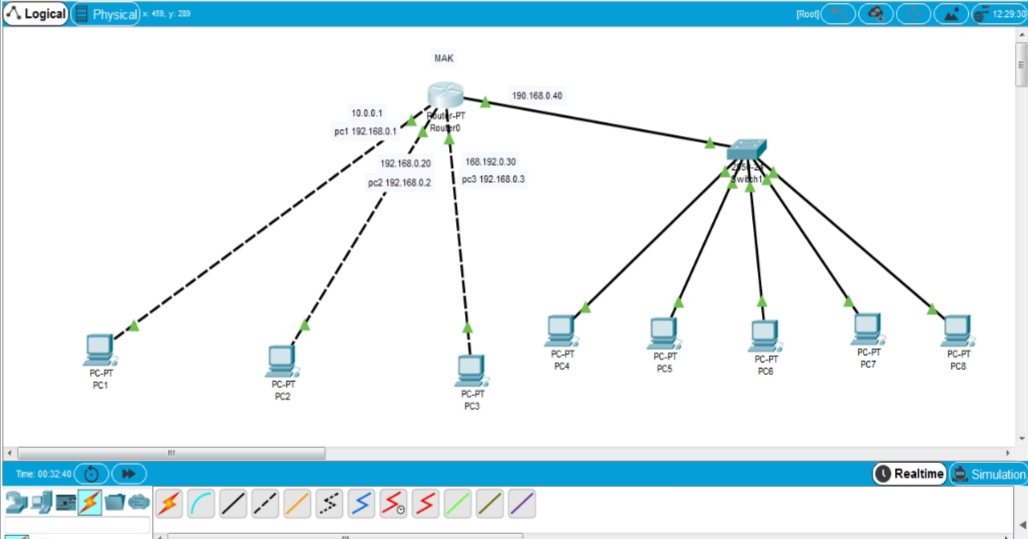 Logical
Physical
x: 459, y: 289
[Root]
12:29:30
MAK
190.168.0.40
10.0.0.1
pc1 192.168.0.1
Router-PT
Router0
192.168.0.20
pc2 192.168.0.2
168.192.0.30
pc3 192.168.0.3
Switch1
PC-PT
PC1
PC-PT
PC2
PC-PT
PC3
PC-PT
PC4
PC-PT
PC5
PC-PT
PC6
PC-PT
PC7
PC-PT
PC8
Time: 00:32:40
Realtime
Simulation